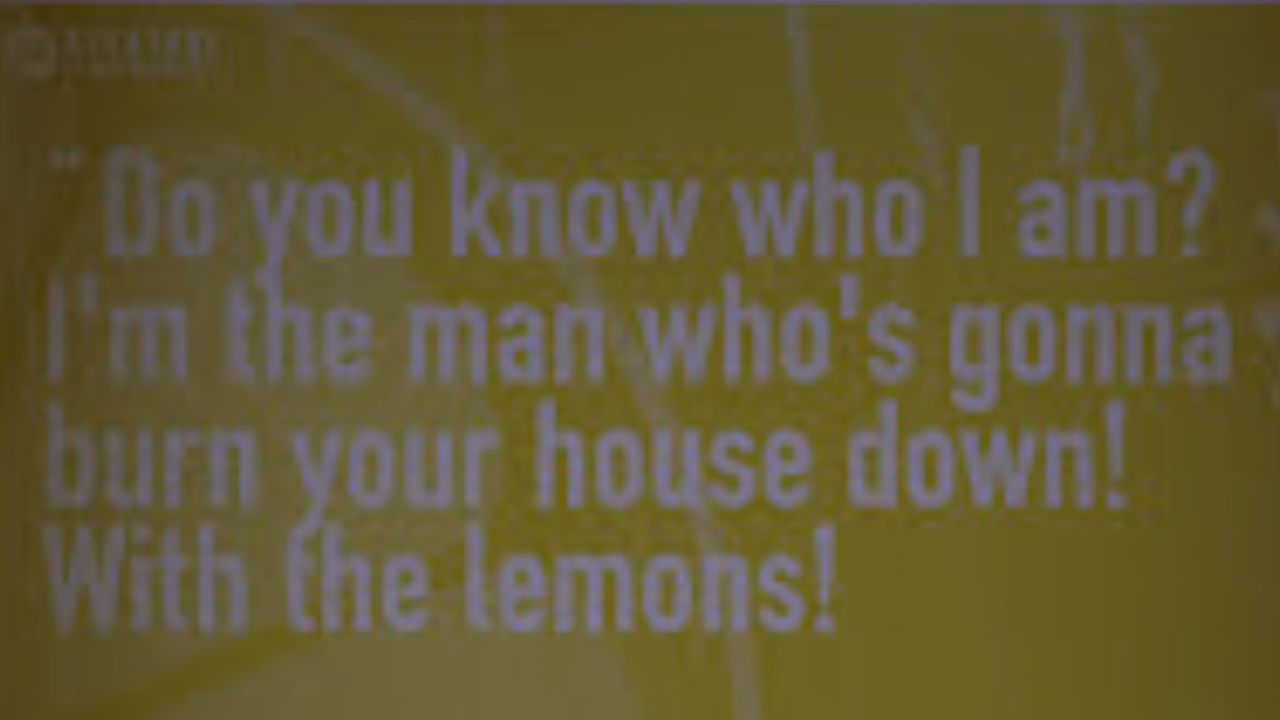 " Do you know who I am?
I'm the man who's gonna
burn your house down!
With the lemons!